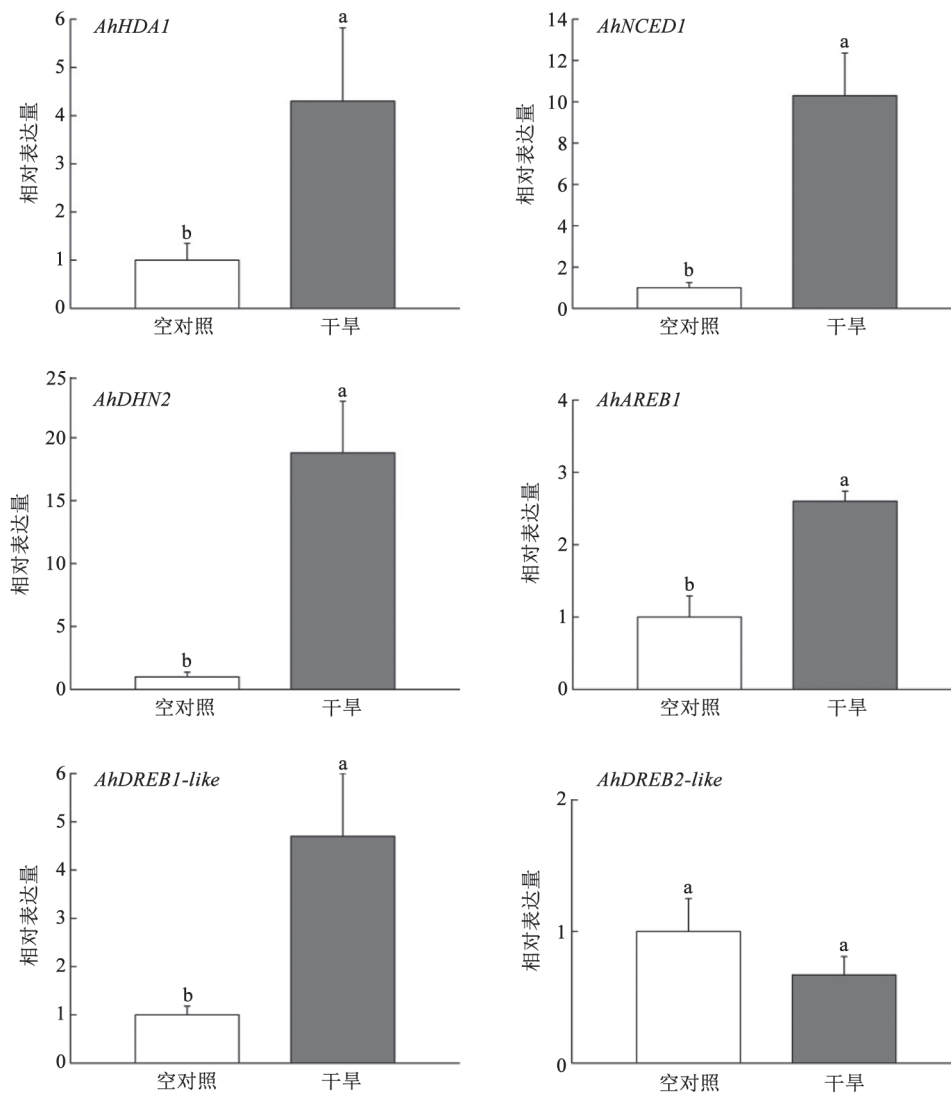 AhHDA1
相对表达量
6
5
4
3
2
1
0
b
a
空对照
干旱
AhNCED1
相对表达量
14
12
10
8
6
4
2
0
b
a
空对照
干旱
AhDHN2
相对表达量
25
20
15
10
5
0
b
a
空对照
干旱
AhAREB1
相对表达量
4
3
2
1
0
b
a
空对照
干旱
AhDREB1-like
相对表达量
6
5
4
3
2
1
0
b
a
空对照
干旱
AhDREB2-like
相对表达量
2
1
0
a
a
空对照
干旱